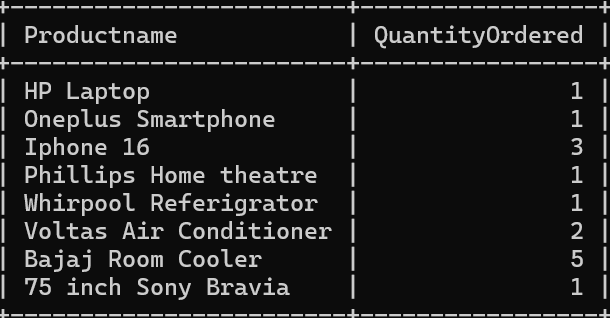 Productname | QuantityOrdered
HP Laptop | 1
Oneplus Smartphone | 1
Iphone 16 | 3
Phillips Home theatre | 1
Whirpool Referigrator | 1
Voltas Air Conditioner | 2
Bajaj Room Cooler | 5
75 inch Sony Bravia | 1